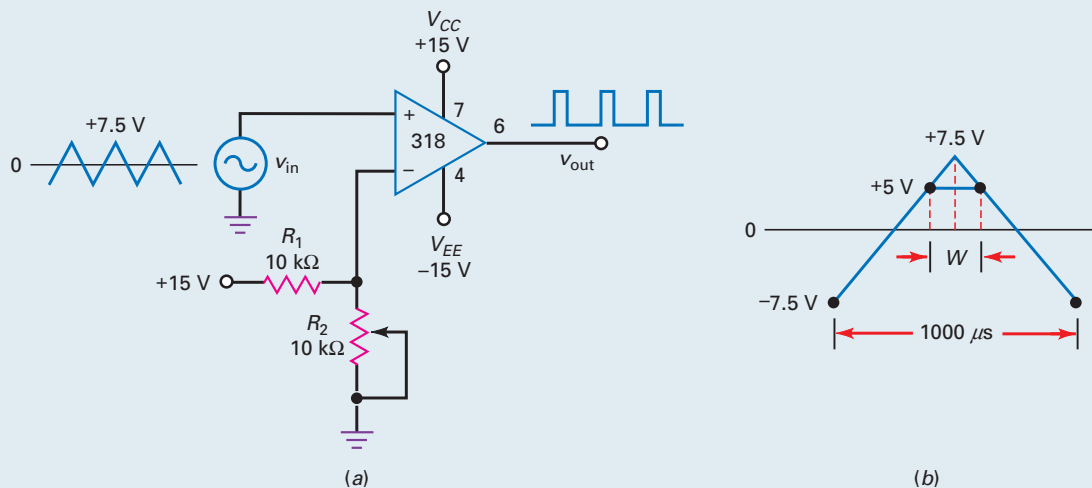 V_CC
+15 V
+7.5 V
0
v_in
+
−
318
7
6
4
v_out
V_EE
−15 V
R_1
10 kΩ
+15 V
R_2
10 kΩ
(a)
+7.5 V
+5 V
0
W
−7.5 V
1000 μs
(b)